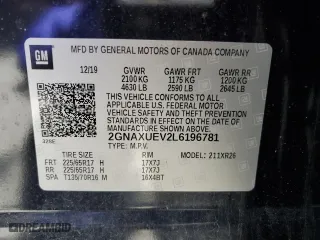 GM
MFD BY GENERAL MOTORS OF CANADA COMPANY
12/19 GVWR GAWR FRT GAWR RR
2100 KG 1175 KG 1200 KG
4630 LB 2590 LB 2645 LB
THIS VEHICLE CONFORMS TO ALL
APPLICABLE U.S. FEDERAL MOTOR
VEHICLE SAFETY AND THEFT
PREVENTION STANDARDS IN EFFECT
ON THE DATE OF MANUFACTURE
SHOWN ABOVE.
2GNAXUEV2L6196781
TYPE: M.P.V.
TIRE SIZE RIM MODEL: 211XR26
FRT 225/65R17 H 17X7J
RR 225/65R17 H 17X7J
SPA T135/70R16 M 16X4BT